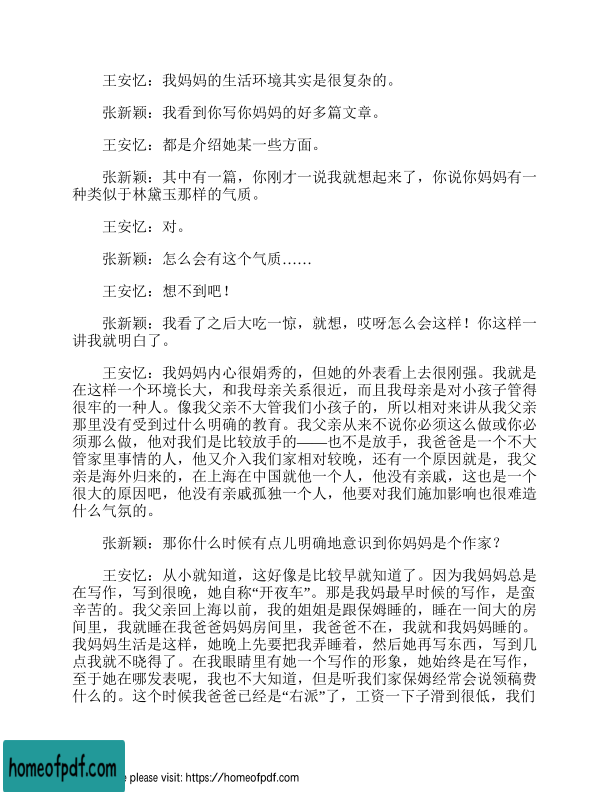 王安忆：我妈妈的生活环境其实是很复杂的。
张新颖：我看到你写你妈妈的好多篇文章。
王安忆：都是介绍她某一些方面。
张新颖：其中有一篇，你刚才一说我就想起来了，你说你妈妈有一
种类似于林黛玉那样的气质。
王安忆：对。
张新颖：怎么会有这个气质……
王安忆：想不到吧！
张新颖：我看了之后大吃一惊，就想，哎呀怎么会这样！你这样一
讲我就明白了。
王安忆：我妈妈内心很娟秀的，但她的外表看上去很刚强。我就是
在这样一个环境长大，和我母亲关系很近，而且我母亲是对小孩子管得
很牢的一种人。像我父亲不大管我们小孩子的，所以相对来讲从我父亲
那里没有受到过什么明确的教育。我父亲从来不说你必须这么做或你必
须那么做，他对我们是比较放手的——也不是放手，我爸爸是一个不大
管家里事情的人，他又介入我们家相对较晚，还有一个原因就是，我父
亲是海外归来的，在上海在中国就他一个人，他没有亲戚，这也是一个
很大的原因吧，他没有亲戚孤独一个人，他要对我们施加影响也很难造
什么气氛的。
张新颖：那你什么时候有点儿明确地意识到你妈妈是个作家？
王安忆：从小就知道，这好像是比较早就知道了。因为我妈妈总是
在写作，写到很晚，她自称“开夜车”。那是我妈最早时候的写作，是蛮
辛苦的。我父亲回上海以前，我的姐姐是跟保姆睡的，睡在一间大的房
间里，我就睡在我爸爸妈妈房间里，我爸爸不在，我就和我妈妈睡的。
我妈妈生活是这样，她晚上先要把我弄睡着，然后她再写东西，写到几
点我就不晓得了。在我眼睛里有她一个写作的形象，她始终是在写作，
至于她在哪发表呢，我也不大知道，但是听我们家保姆经常会说领稿费
什么的。这个时候我爸爸已经是“右派”了，工资一下子滑到很低，我们
homeofpdf.com
e please visit: https://homeofpdf.com